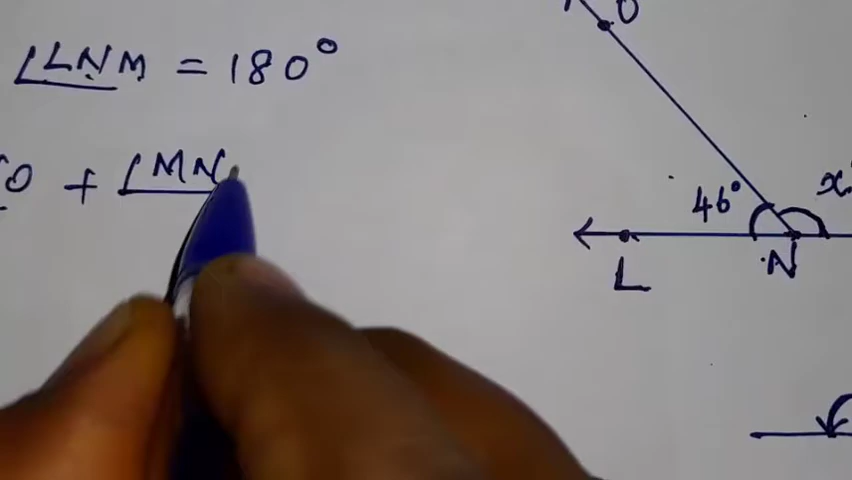 ∠LNM = 180°
O + ∠MN
O
46°
x
L
N